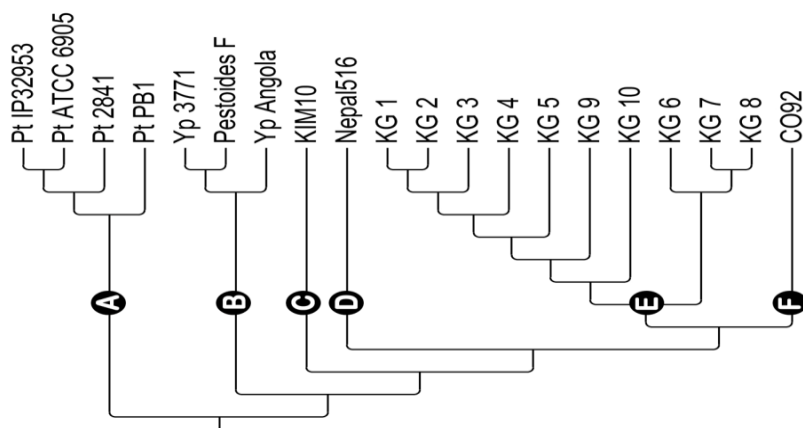 Pt IP32953
Pt ATCC 6905
Pt 2841
Pt PB1
Yp 3771
Pestoides F
Yp Angola
KIM10
Nepal516
KG 1
KG 2
KG 3
KG 4
KG 5
KG 9
KG 10
KG 6
KG 7
KG 8
CO92
A
B
C
D
E
F